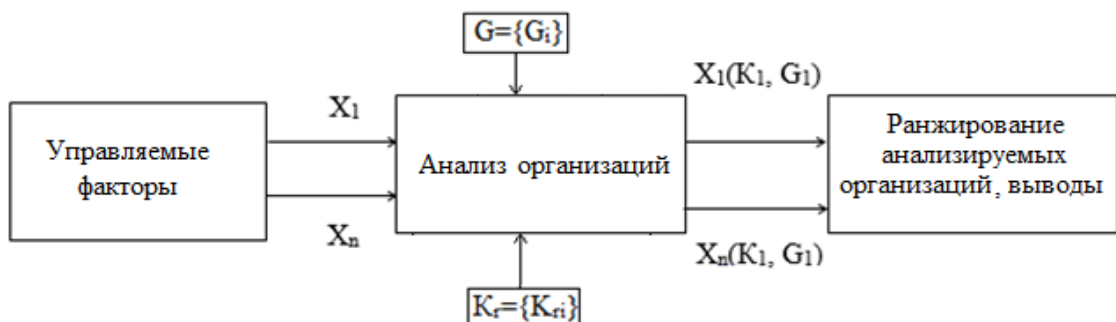 G={Gᵢ}
X₁(K₁, G₁)
X₁
Управляемые
факторы
Анализ организаций
Ранжирование
анализируемых
организаций, выводы
Xₙ
Xₙ(K₁, G₁)
Kᵣ={Kᵣᵢ}